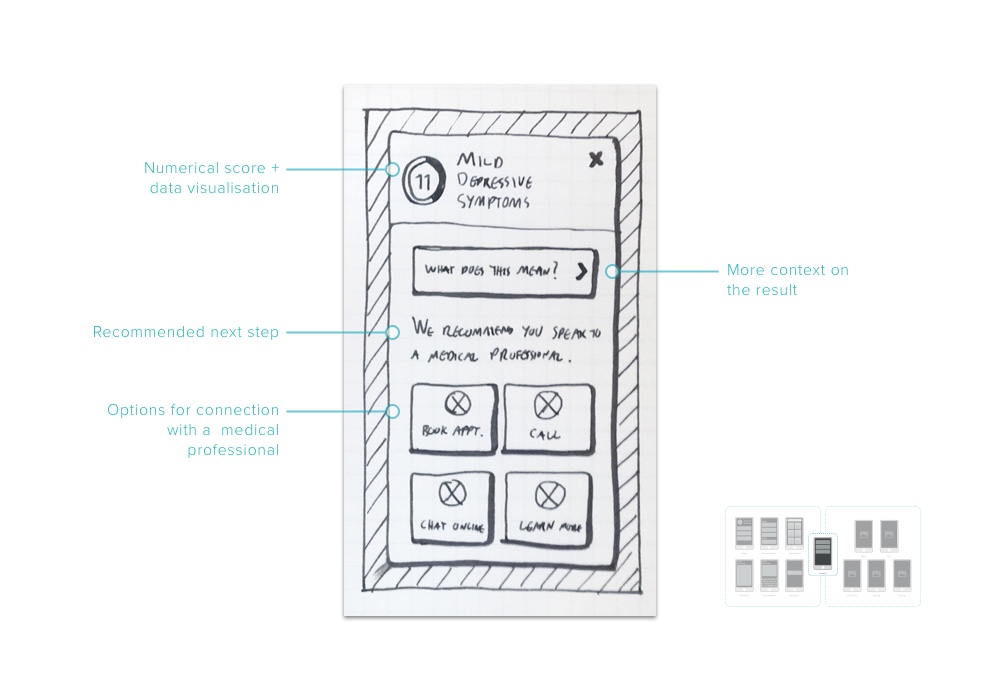 Numerical score +
data visualisation
11
MILD
DEPRESSIVE
SYMPTOMS
X
WHAT DOES THIS MEAN?
More context on
the result
Recommended next step
WE RECOMMEND YOU SPEAK TO
A MEDICAL PROFESSIONAL.
Options for connection
with a medical
professional
BOOK APPT.
CALL
CHAT ONLINE
LEARN MORE